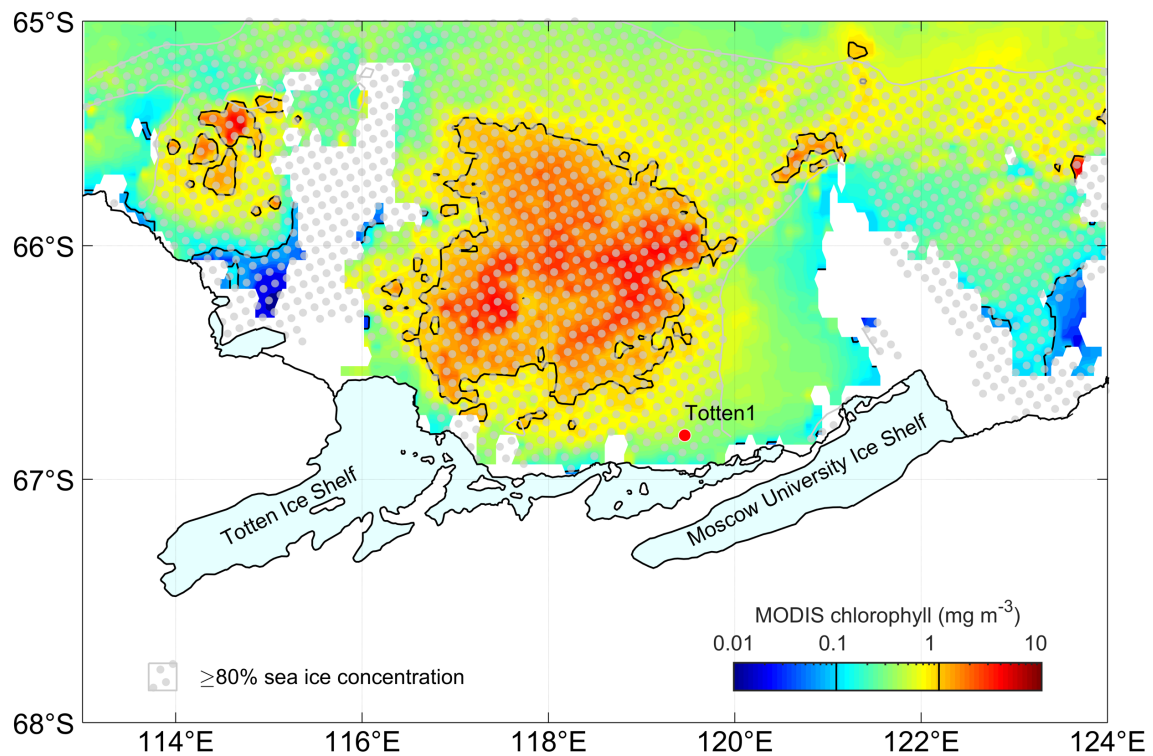 65°S
66°S
Totten1
67°S
Totten Ice Shelf
Moscow University Ice Shelf
MODIS chlorophyll (mg m-3)
0.01 0.1 1 10
≥80% sea ice concentration
68°S
114°E 116°E 118°E 120°E 122°E 124°E